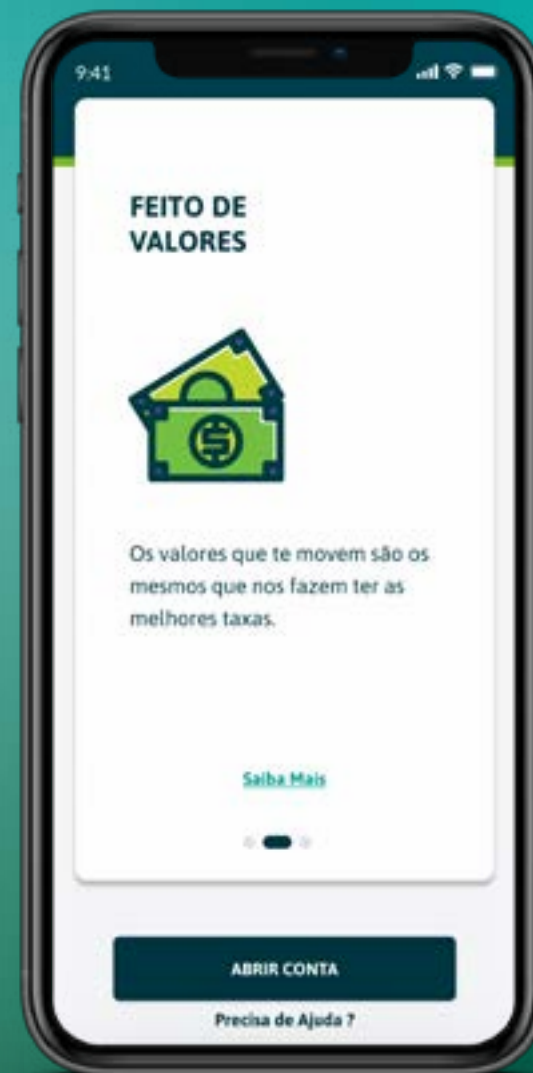 9:41
FEITO DE
VALORES
Os valores que te movem são os
mesmos que nos fazem ter as
melhores taxas.
Saiba Mais
ABRIR CONTA
Precisa de Ajuda ?